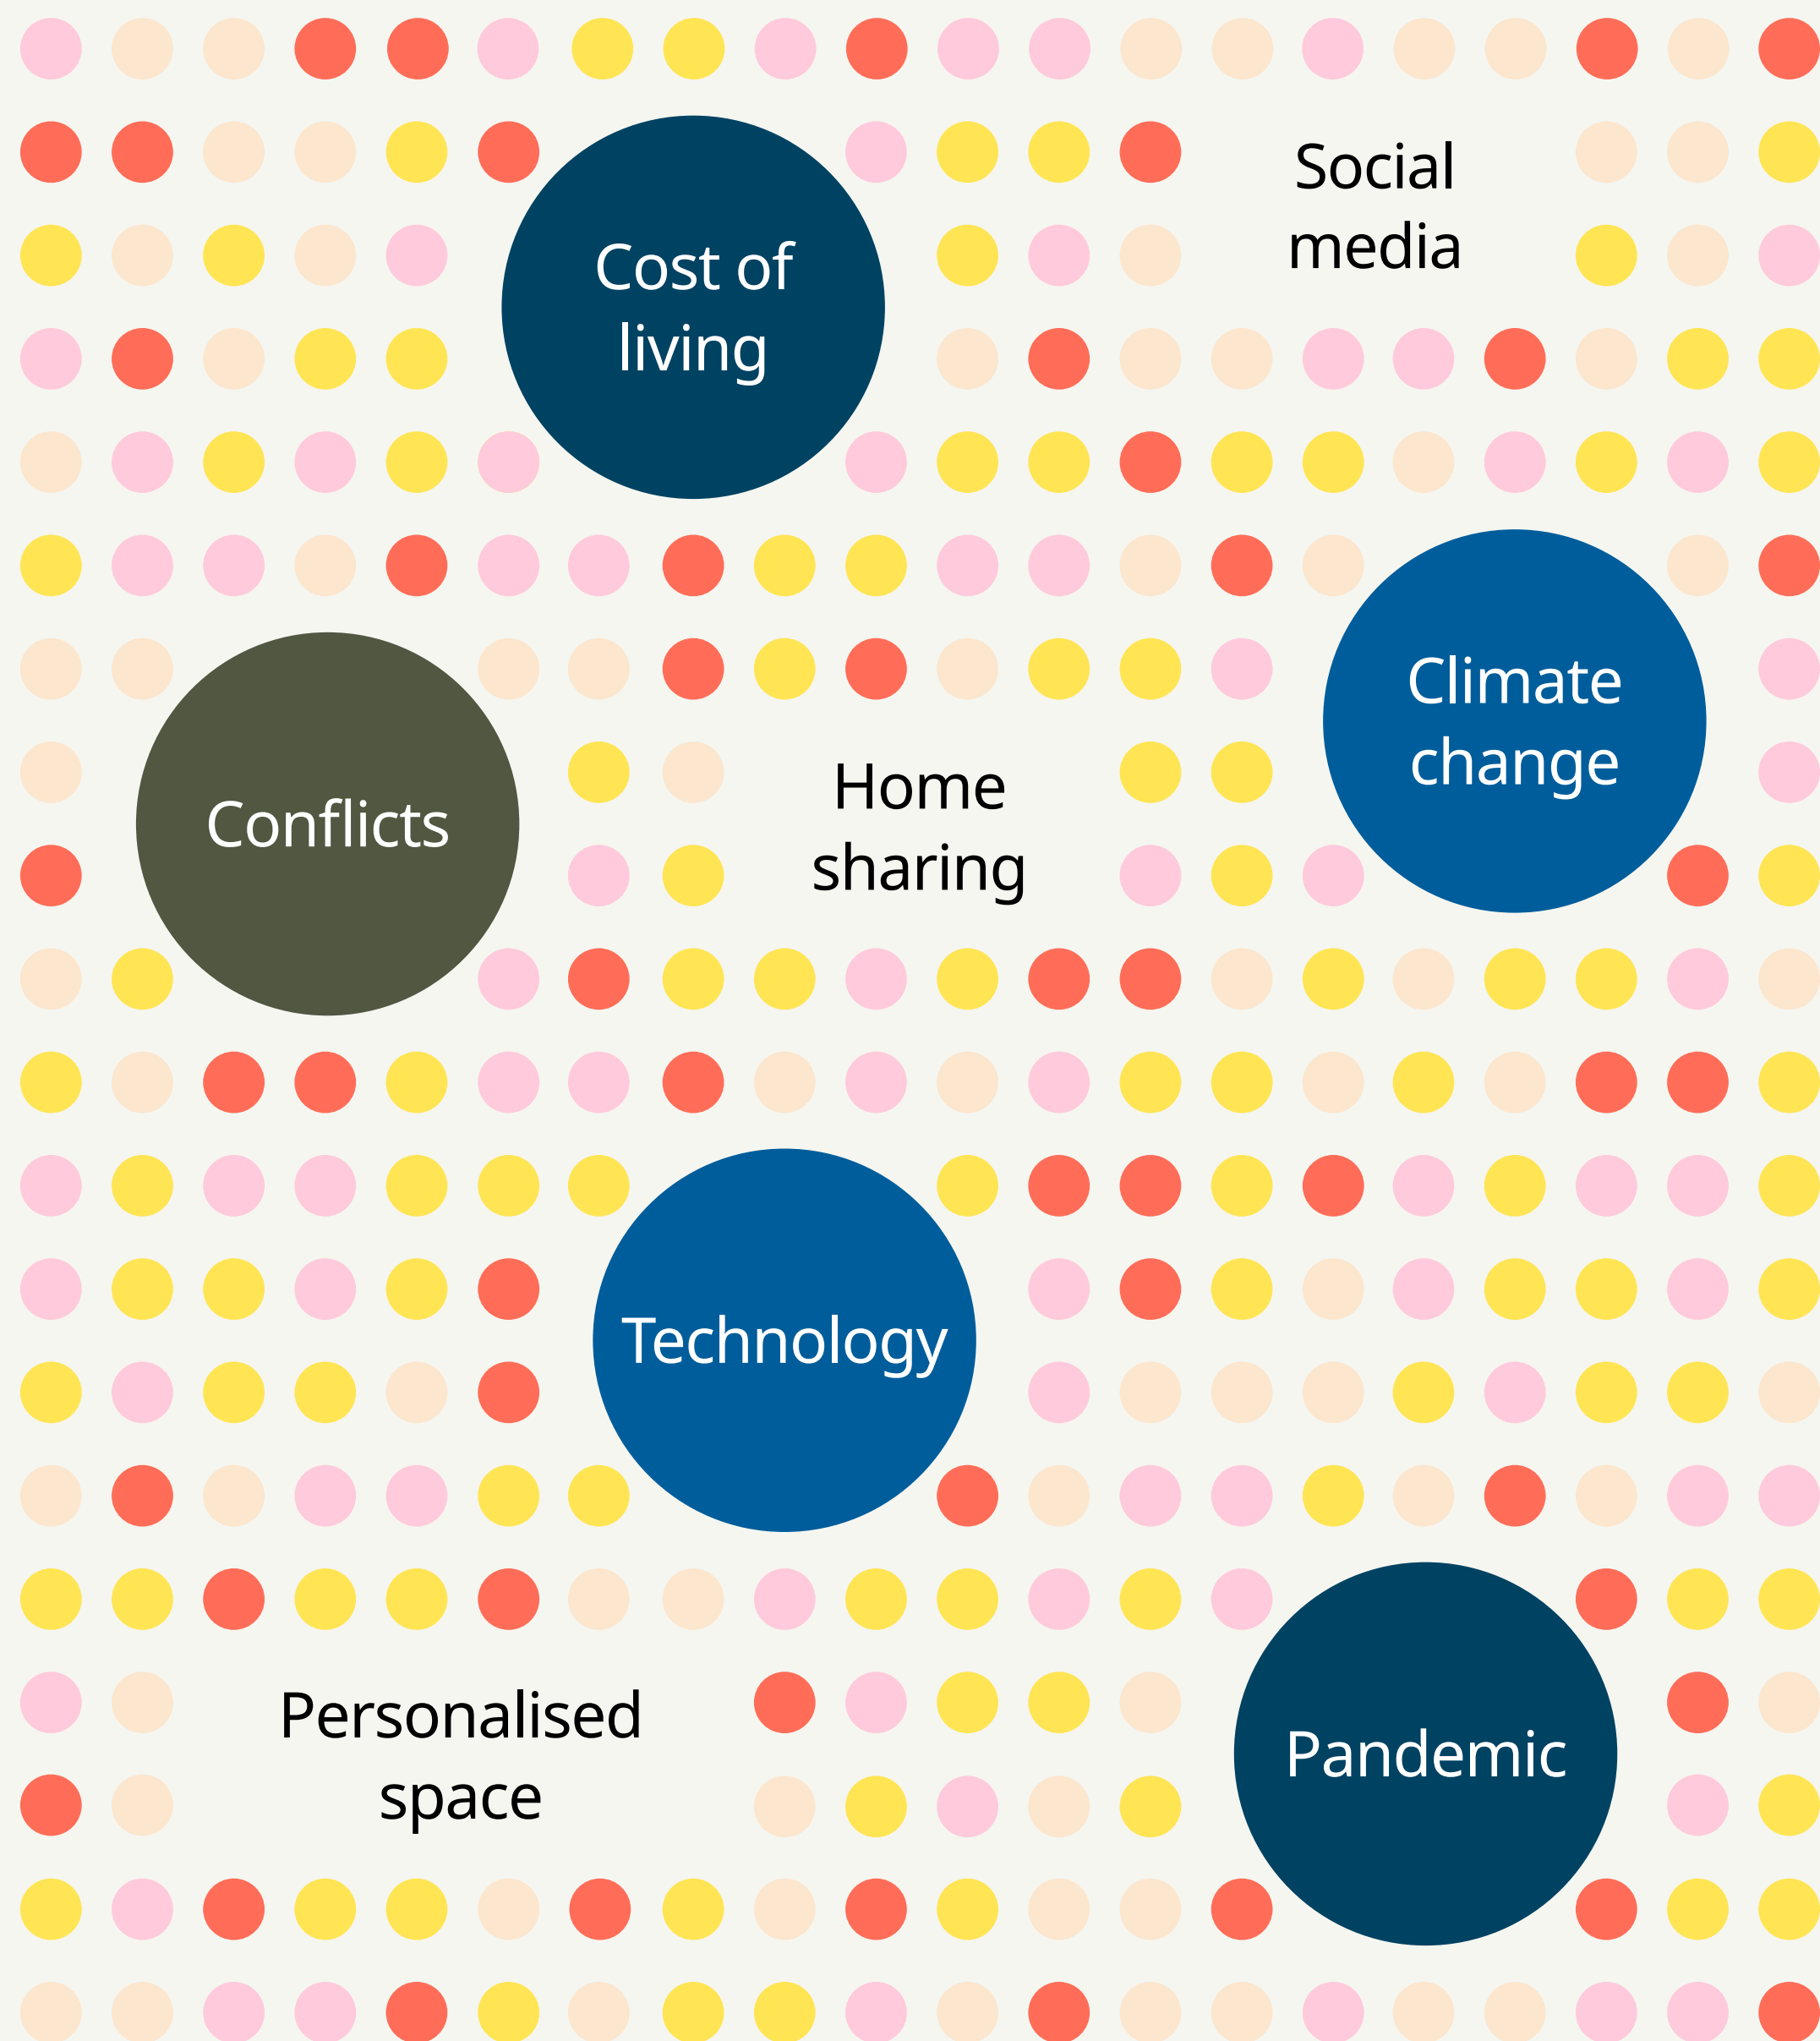 Social
media
Cost of
living
Climate
change
Conflicts
Home
sharing
Technology
Personalised
space
Pandemic